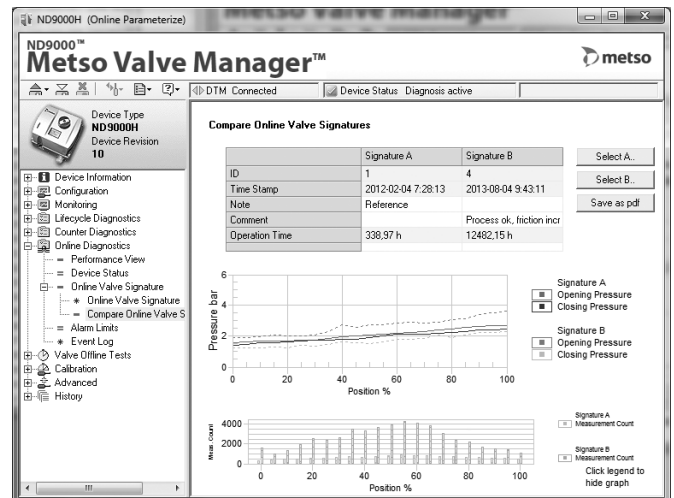 ND9000H (Online Parameterize)
ND9000™
Metso Valve Manager™
metso
DTM Connected
Device Status Diagnosis active
Device Type
ND9000H
Device Revision
10
Device Information
Configuration
Monitoring
Lifecycle Diagnostics
Counter Diagnostics
Online Diagnostics
Performance View
Device Status
Online Valve Signature
Online Valve Signature
Compare Online Valve S
Alarm Limits
Event Log
Valve Offline Tests
Calibration
Advanced
History
Compare Online Valve Signatures
Signature A Signature B
ID 1 4
Time Stamp 2012-02-04 7:28:13 2013-08-04 9:43:11
Note Reference
Comment Process ok, friction incr
Operation Time 338,97 h 12482,15 h
Select A..
Select B..
Save as pdf
Pressure bar
6
4
2
0
0 20 40 60 80 100
Position %
Signature A
Opening Pressure
Closing Pressure
Signature B
Opening Pressure
Closing Pressure
Meas. Count
4000
2000
0
0 20 40 60 80 100
Position %
Signature A
Measurement Count
Signature B
Measurement Count
Click legend to
hide graph